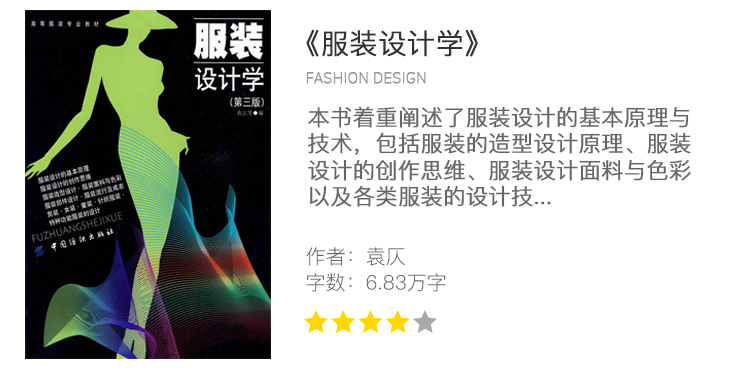 高等服装专业教材
服装
设计学
(第三版)
袁仄等◆编
服装设计的基本原理
服装设计的创作思维
服装造型设计·服装面料与色彩
服装部件设计·服装流行及成衣
男装·女装·童装·针织服装·
特种功能服装的设计
FUZHUANGSHEJIXUE
中国纺织出版社
《服装设计学》
FASHION DESIGN
本书着重阐述了服装设计的基本原理与
技术，包括服装的造型设计原理、服装
设计的创作思维、服装设计面料与色彩
以及各类服装的设计技...
作者：袁仄
字数：6.83万字